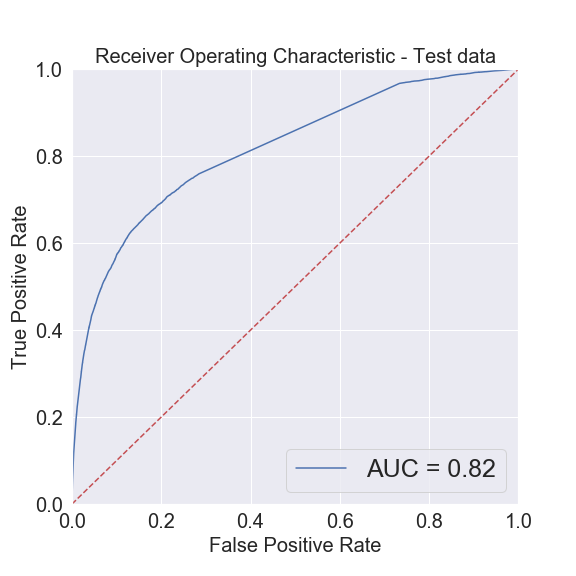 Receiver Operating Characteristic - Test data
1.0
0.8
0.6
0.4
0.2
0.0
True Positive Rate
AUC = 0.82
0.0 0.2 0.4 0.6 0.8 1.0
False Positive Rate